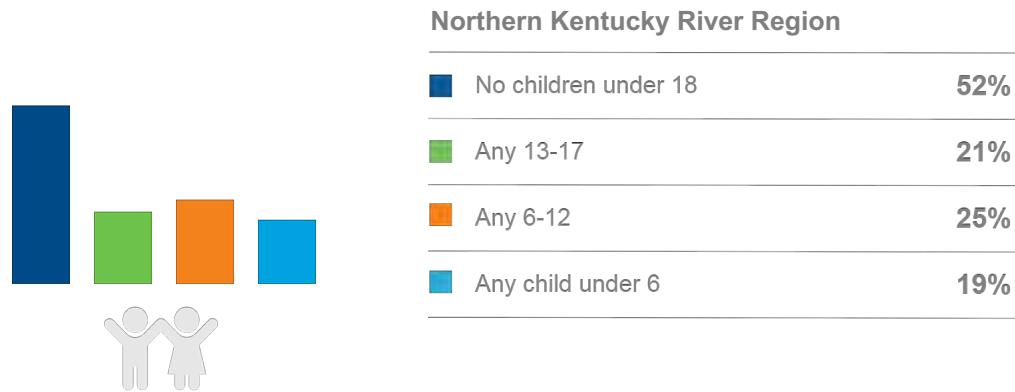 Northern Kentucky River Region
No children under 18 52%
Any 13-17 21%
Any 6-12 25%
Any child under 6 19%